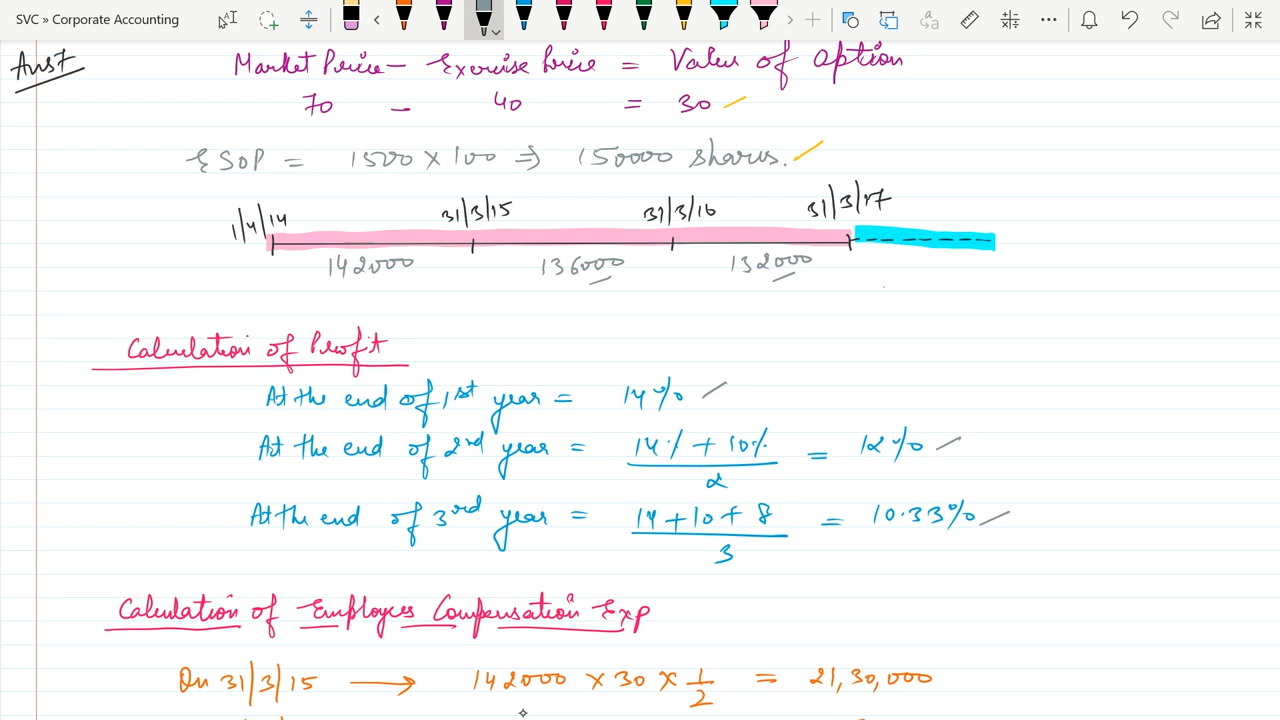 SVC » Corporate Accounting
Ans7
Market Price - Exercise Price = Value of option
70 - 40 = 30
ESOP = 1500 x 100 ⇒ 150000 shares.
1/4/14 31/3/15 31/3/16 31/3/17
142000 136000 132000
Calculation of Profit
At the end of 1st year = 14%
At the end of 2nd year = 14% + 10% / 2 = 12%
At the end of 3rd year = 14 + 10 + 8 / 3 = 10.33%
Calculation of Employees Compensation Exp
On 31/3/15 → 142000 x 30 x 1/2 = 21,30,000